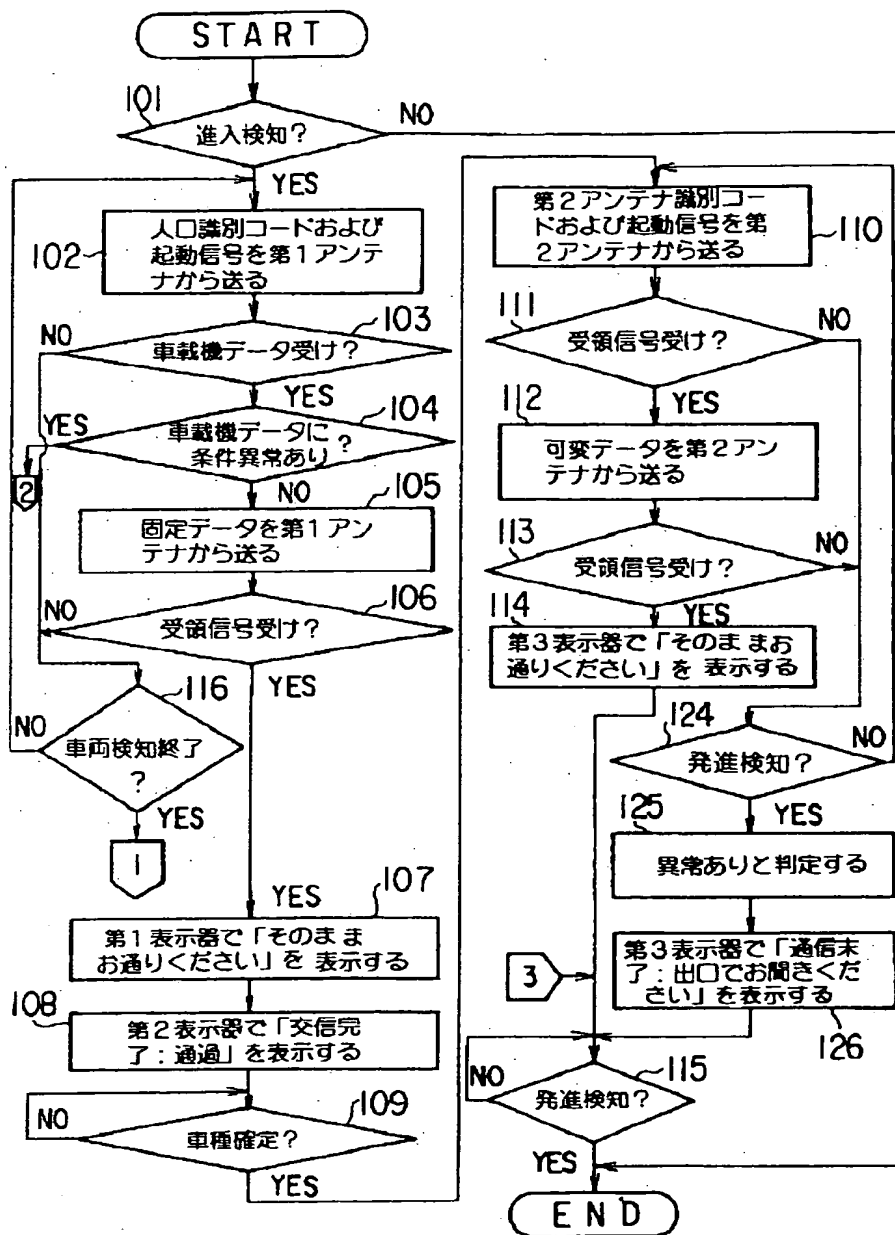 START
101
進入検知?
NO
YES
102
人口識別コードおよび
起動信号を第1アンテ
ナから送る
103
NO
車載機データ受け?
YES
104
YES
車載機データに
条件異常あり
?
2
NO
105
固定データを第1アン
テナから送る
106
NO
受領信号受け?
YES
116
NO
車両検知終了
?
YES
1
YES
107
第1表示器で「そのまま
お通りください」を表示する
108
第2表示器で「交信完
了:通過」を表示する
109
NO
車種確定?
YES
第2アンテナ識別コー
ドおよび起動信号を第
2アンテナから送る
110
111
受領信号受け?
NO
YES
112
可変データを第2アン
テナから送る
113
受領信号受け?
NO
YES
114
第3表示器で「そのままお
通りください」を表示する
124
発進検知?
NO
YES
125
異常ありと判定する
3
第3表示器で「通信末
了:出口でお聞きくだ
さい」を表示する
126
115
NO
発進検知?
YES
END